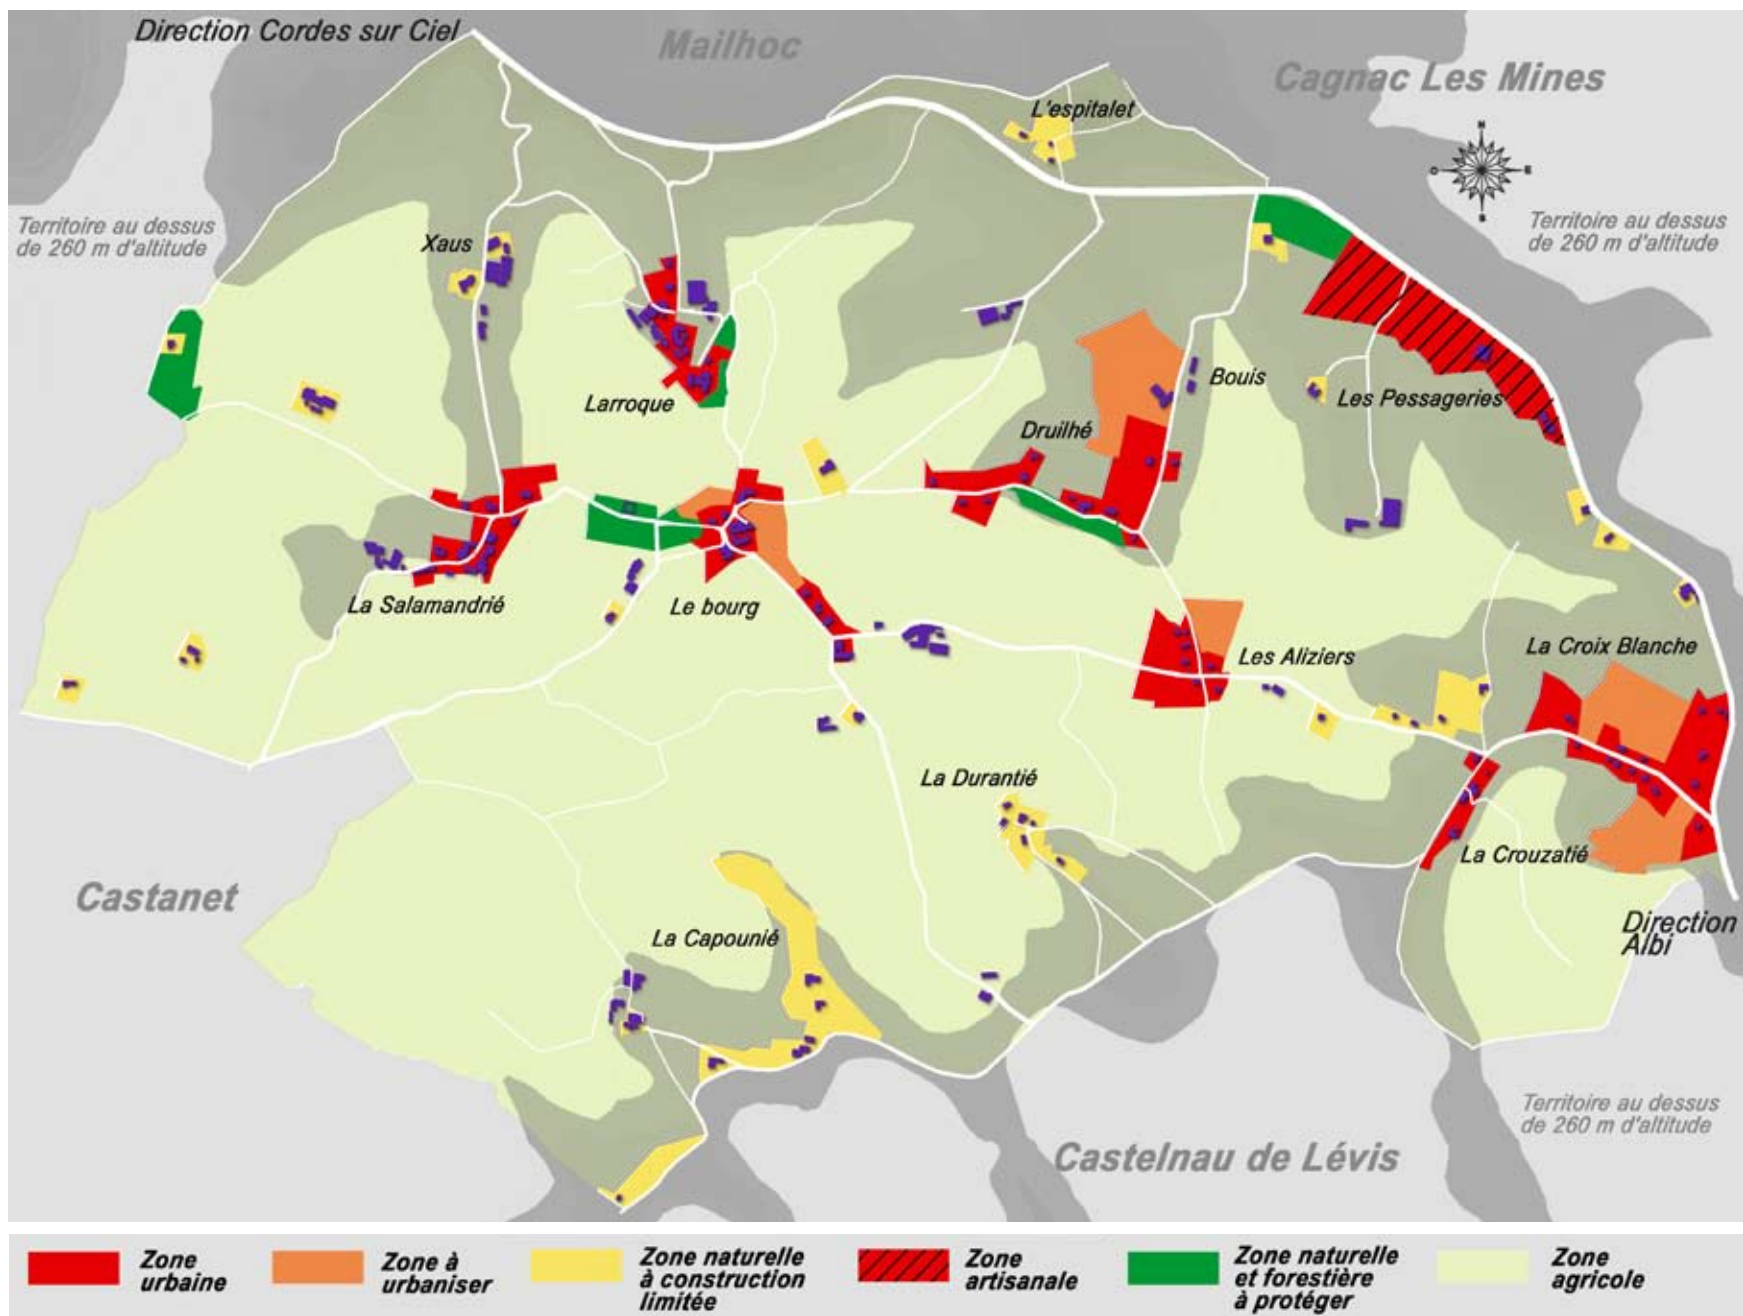 Direction Cordes sur Ciel
Mailhoc
Cagnac Les Mines
L'espitalet
N
O
E
S
Territoire au dessus
de 260 m d'altitude
Territoire au dessus
de 260 m d'altitude
Xaus
Larroque
Bouis
Les Pessageries
Druilhé
La Salamandrié
Le bourg
Les Aliziers
La Croix Blanche
La Durantié
La Crouzatié
Castanet
La Capounié
Direction
Albi
Territoire au dessus
de 260 m d'altitude
Castelnau de Lévis
Zone
urbaine
Zone à
urbaniser
Zone naturelle
à construction
limitée
Zone
artisanale
Zone naturelle
et forestière
à protéger
Zone
agricole